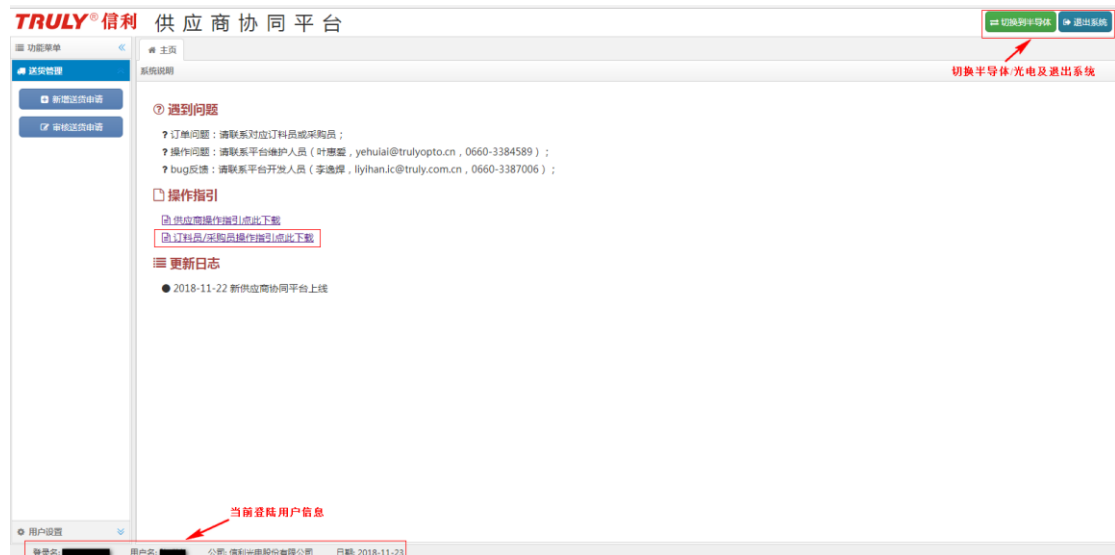 TRULY®信利 供应商协同平台
切换到半导体 退出系统
功能菜单
主页
送货管理
系统说明
切换半导体/光电及退出系统
新增送货申请
审核送货申请
遇到问题
? 订单问题:请联系对应订料员或采购员;
? 操作问题:请联系平台维护人员(叶惠爱,yehuiai@trulyopto.cn,0660-3384589);
? bug反馈:请联系平台开发人员(李逸焊,liyihan.ic@truly.com.cn,0660-3387006);
操作指引
供应商操作指引点此下载
订料员/采购员操作指引点此下载
更新日志
● 2018-11-22 新供应商协同平台上线
当前登陆用户信息
用户设置
登录名: 用户名: 公司: 信利光电股份有限公司 日期: 2018-11-23